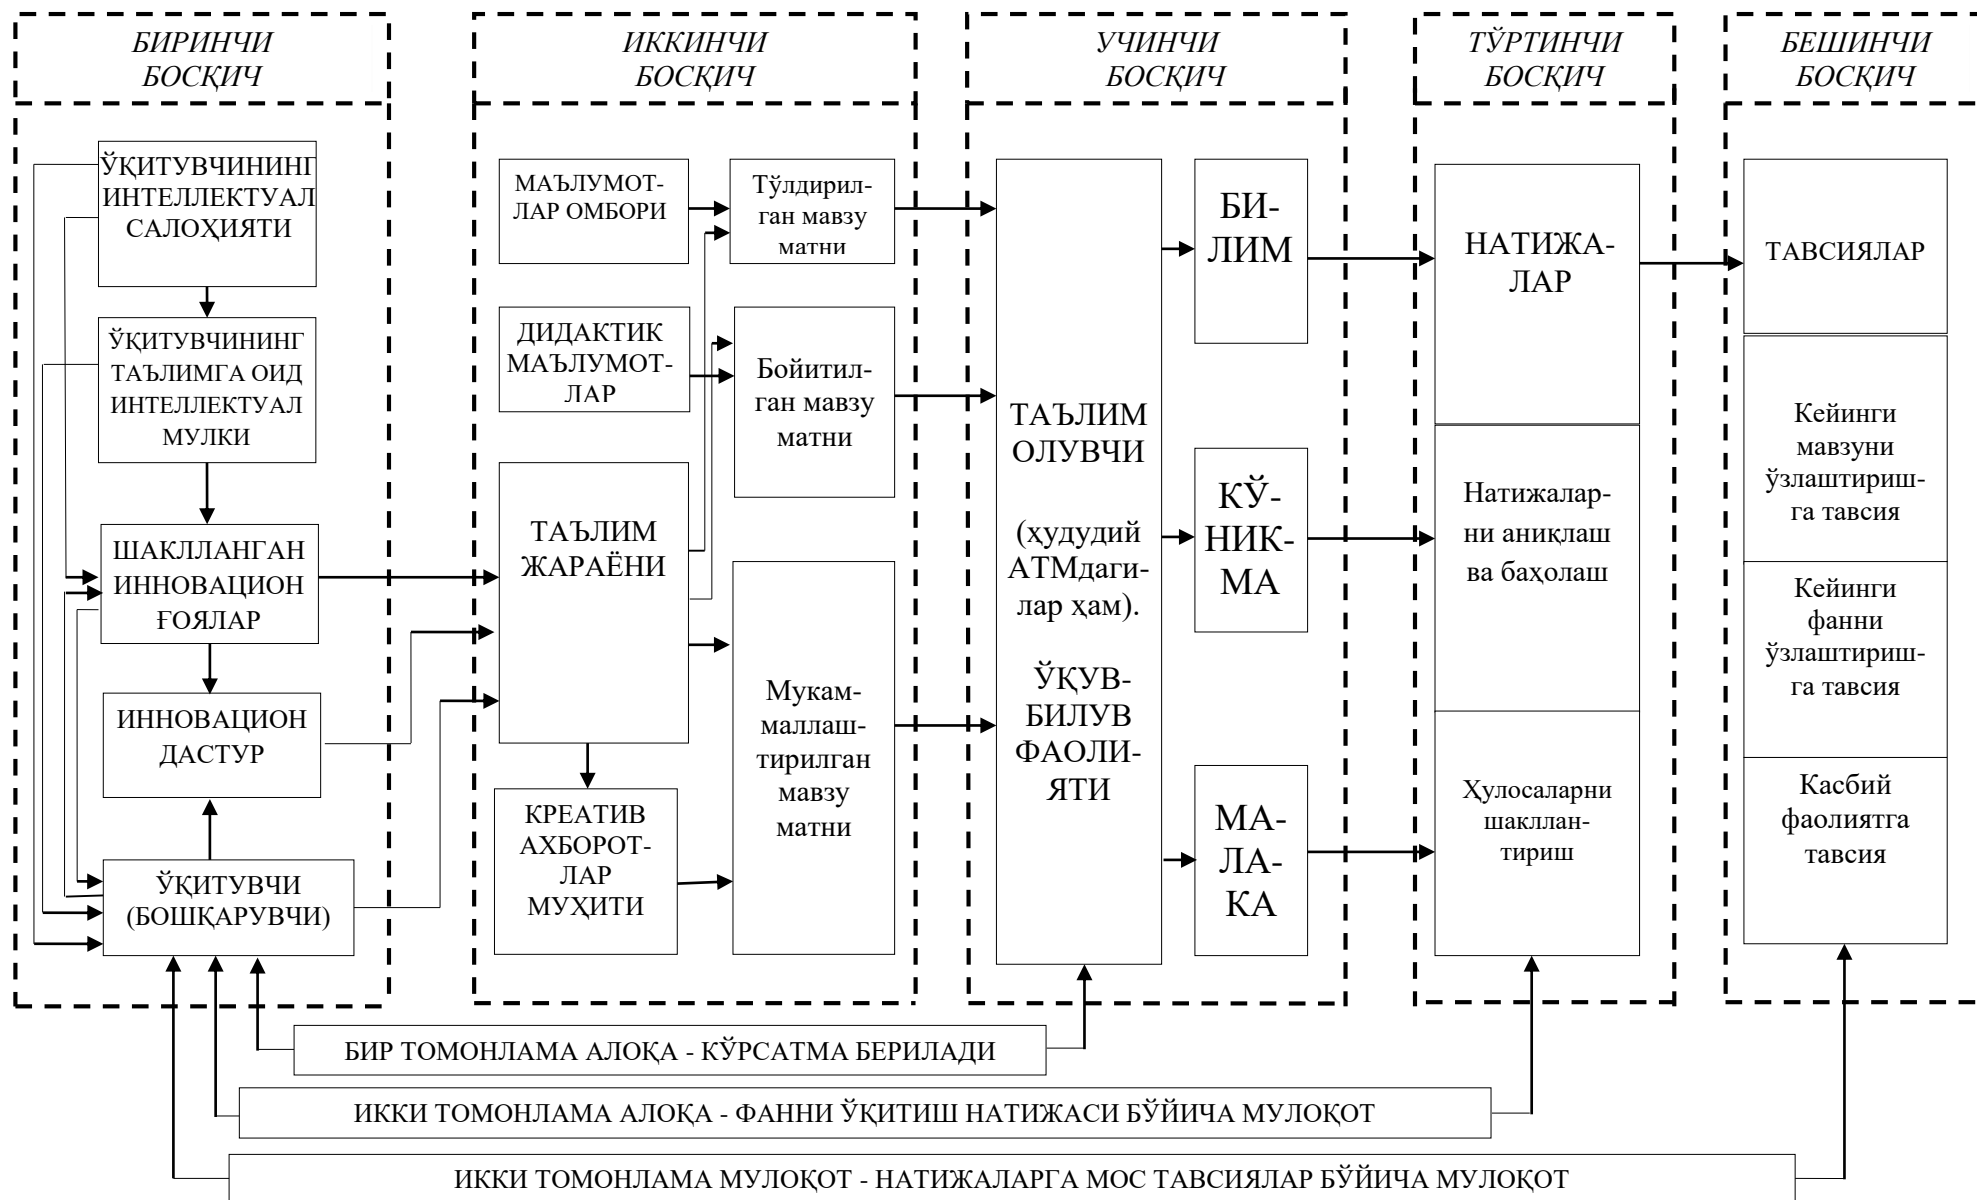 БИРИНЧИ
БОСҚИЧ
ЎҚИТУВЧИНИНГ
ИНТЕЛЛЕКТУАЛ
САЛОҲИЯТИ
ЎҚИТУВЧИНИНГ
ТАЪЛИМГА ОИД
ИНТЕЛЛЕКТУАЛ
МУЛКИ
ШАКЛЛАНГАН
ИННОВАЦИОН
ҒОЯЛАР
ИННОВАЦИОН
ДАСТУР
ЎҚИТУВЧИ
(БОШҚАРУВЧИ)
ИККИНЧИ
БОСҚИЧ
МАЪЛУМОТ-
ЛАР ОМБОРИ
ДИДАКТИК
МАЪЛУМОТ-
ЛАР
ТАЪЛИМ
ЖАРАЁНИ
КРЕАТИВ
АХБОРОТ-
ЛАР
МУҲИТИ
Тўлдирил-
ган мавзу
матни
Бойитил-
ган мавзу
матни
Мукам-
маллаш-
тирилган
мавзу
матни
УЧИНЧИ
БОСҚИЧ
ТАЪЛИМ
ОЛУВЧИ
(ҳудудий
АТМдаги-
лар ҳам).
ЎҚУВ-
БИЛУВ
ФАОЛИ-
ЯТИ
БИ-
ЛИМ
КЎ-
НИК-
МА
МА-
ЛА-
КА
ТЎРТИНЧИ
БОСҚИЧ
НАТИЖА-
ЛАР
Натижалар-
ни аниқлаш
ва баҳолаш
Ҳулосаларни
шакллан-
тириш
БЕШИНЧИ
БОСҚИЧ
ТАВСИЯЛАР
Кейинги
мавзуни
ўзлаштириш-
га тавсия
Кейинги
фанни
ўзлаштириш-
га тавсия
Касбий
фаолиятга
тавсия
БИР ТОМОНЛАМА АЛОҚА - КЎРСАТМА БЕРИЛАДИ
ИККИ ТОМОНЛАМА АЛОҚА - ФАННИ ЎҚИТИШ НАТИЖАСИ БЎЙИЧА МУЛОҚОТ
ИККИ ТОМОНЛАМА МУЛОҚОТ - НАТИЖАЛАРГА МОС ТАВСИЯЛАР БЎЙИЧА МУЛОҚОТ